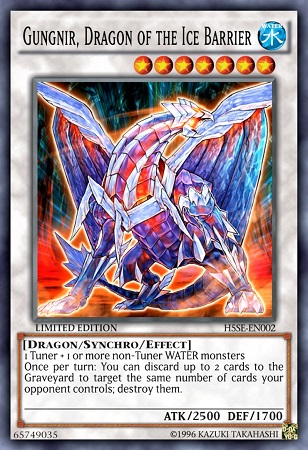 GUNGNIR, DRAGON OF THE ICE BARRIER
WATER
水
LIMITED EDITION HSSE-EN002
[DRAGON/SYNCHRO/EFFECT]
1 Tuner + 1 or more non-Tuner WATER monsters
Once per turn: You can discard up to 2 cards to the
Graveyard to target the same number of cards your
opponent controls; destroy them.
ATK/2500 DEF/1700
65749035 ©1996 KAZUKI TAKAHASHI